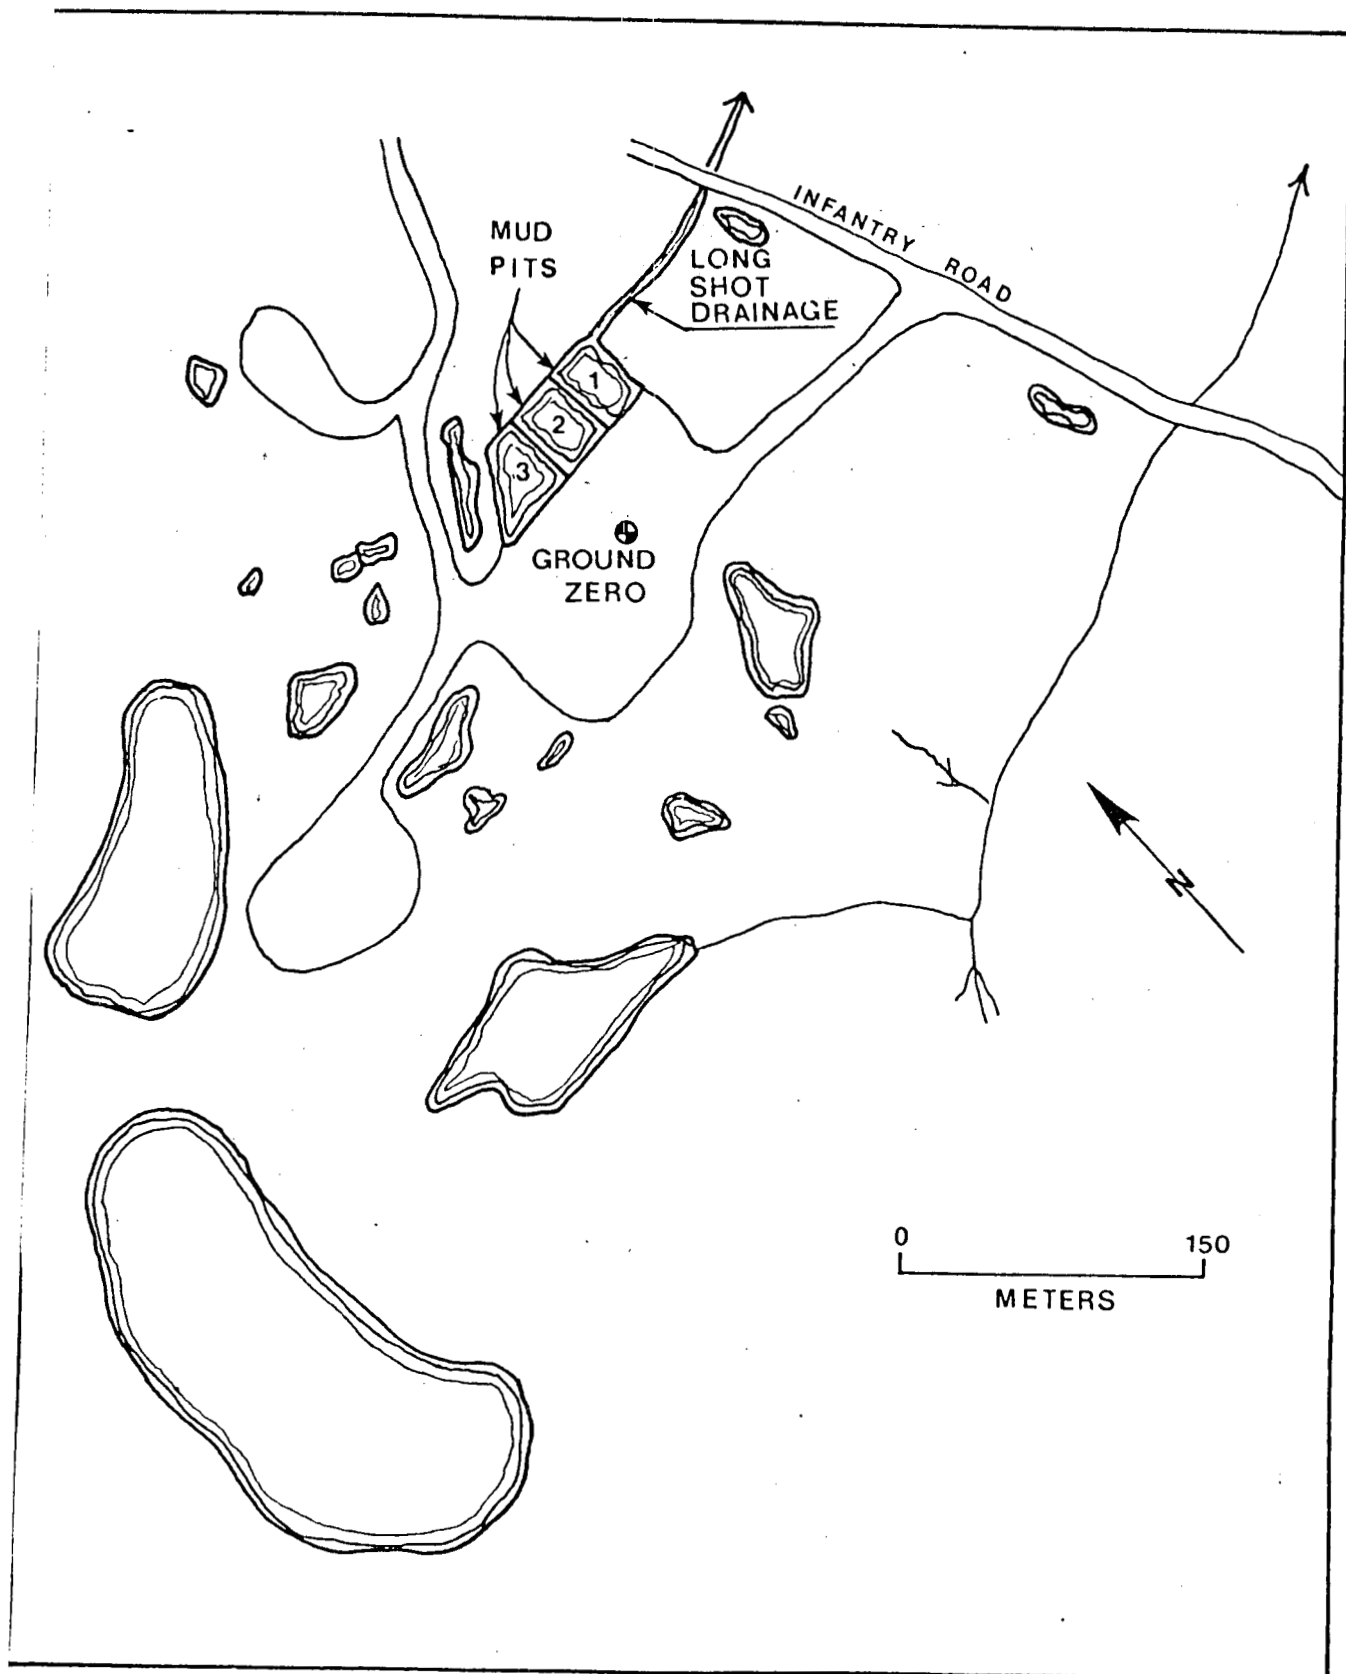 INFANTRY ROAD
MUD
PITS
LONG
SHOT
DRAINAGE
1
2
3
GROUND
ZERO
N
0 150
METERS